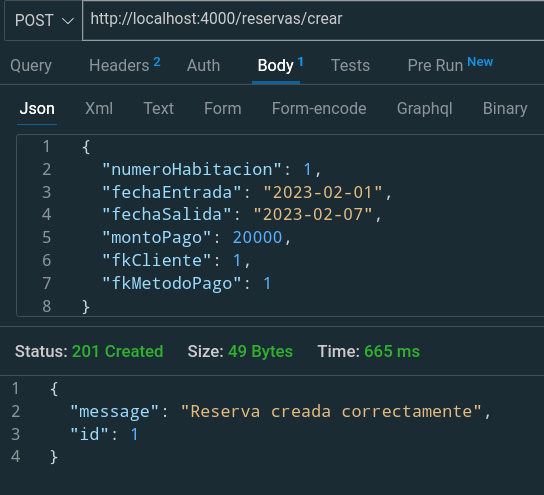 POST http://localhost:4000/reservas/crear
Query Headers 2 Auth Body 1 Tests Pre Run New
Json Xml Text Form Form-encode Graphql Binary
1 {
2 "numeroHabitacion": 1,
3 "fechaEntrada": "2023-02-01",
4 "fechaSalida": "2023-02-07",
5 "montoPago": 20000,
6 "fkCliente": 1,
7 "fkMetodoPago": 1
8 }
Status: 201 Created Size: 49 Bytes Time: 665 ms
1 {
2 "message": "Reserva creada correctamente",
3 "id": 1
4 }